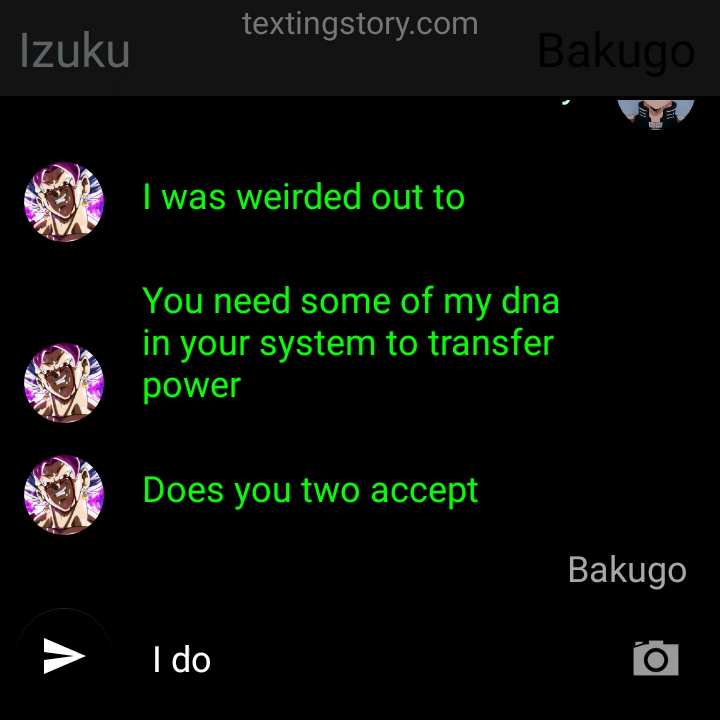 textingstory.com
Izuku
Bakugo
I was weirded out to
You need some of my dna
in your system to transfer
power
Does you two accept
Bakugo
I do